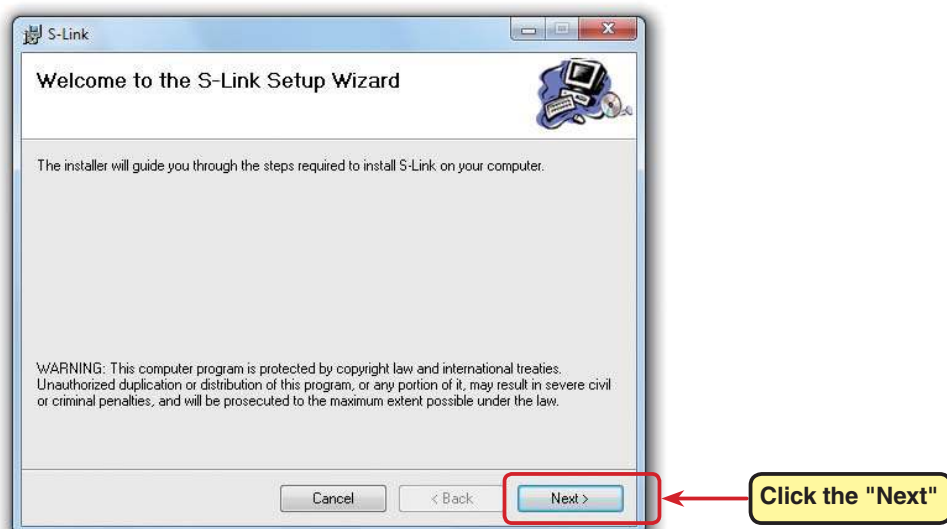 S-Link
Welcome to the S-Link Setup Wizard
The installer will guide you through the steps required to install S-Link on your computer.
WARNING: This computer program is protected by copyright law and international treaties.
Unauthorized duplication or distribution of this program, or any portion of it, may result in severe civil
or criminal penalties, and will be prosecuted to the maximum extent possible under the law.
Cancel
< Back
Next >
Click the "Next"